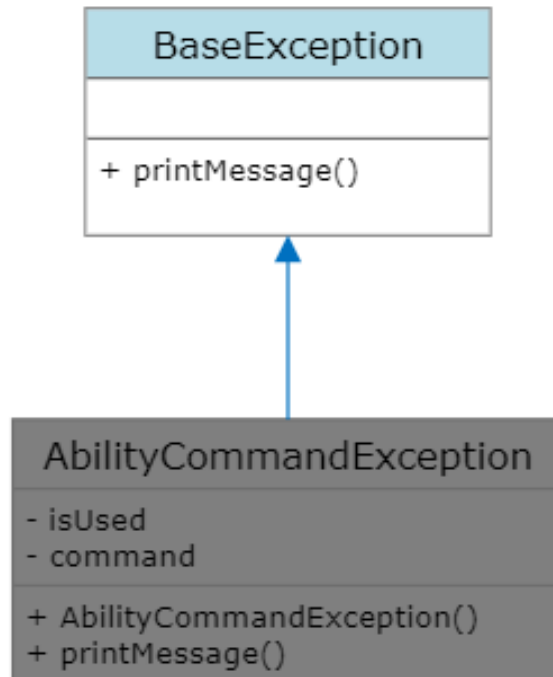 BaseException
+ printMessage()
AbilityCommandException
- isUsed
- command
+ AbilityCommandException()
+ printMessage()